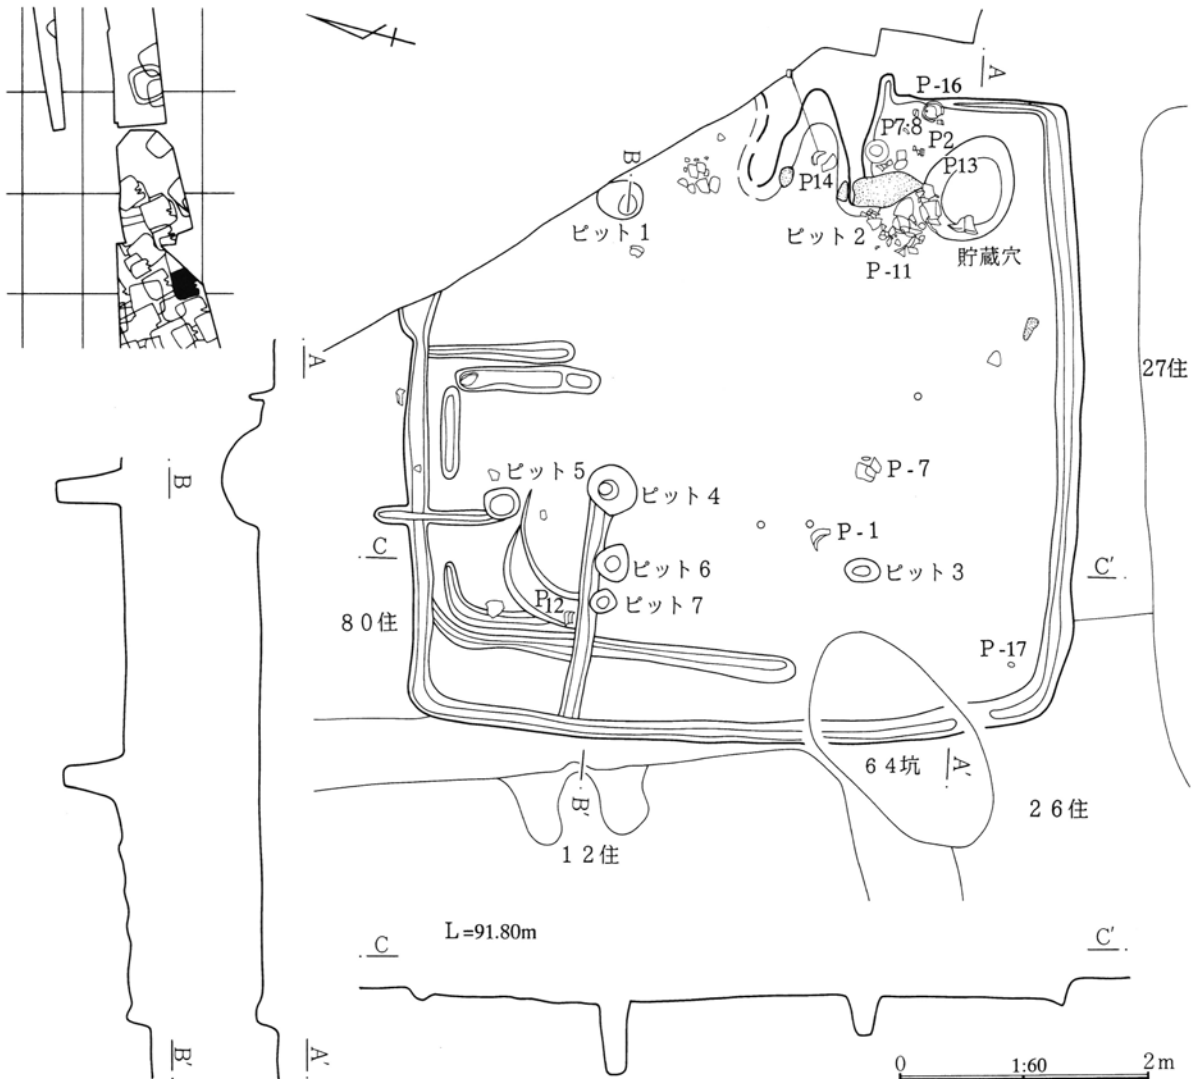 A
P-16
P7·8
P2
P13
P14
B
ピット1
ピット2
P-11
貯蔵穴
A
27住
B
ピット5
ピット4
P-7
P-1
C
C′
ピット6
ピット3
P12
ピット7
80住
P-17
64坑
A′
B′
26住
12住
L=91.80m
C
C′
B′
A′
0
1:60
2m